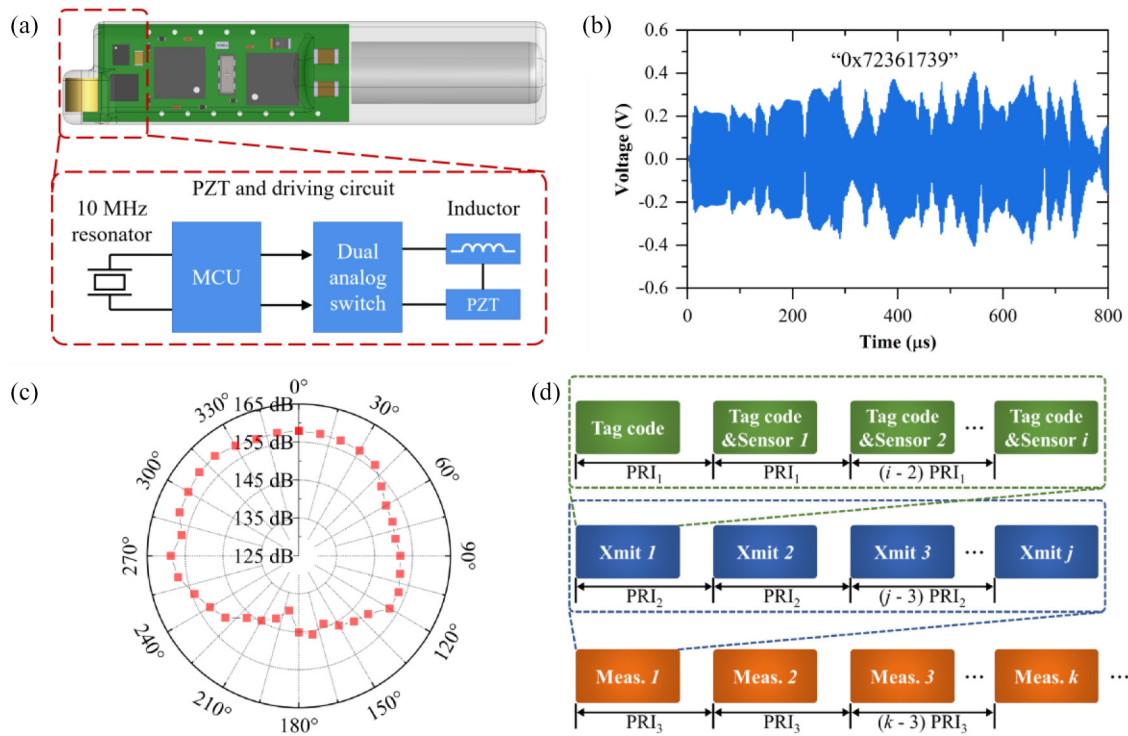 (a)
PZT and driving circuit
10 MHz
resonator
MCU
Dual
analog
switch
Inductor
PZT
(b)
Voltage (V)
0.6
0.4
0.2
0.0
-0.2
-0.4
-0.6
“0x72361739”
0
200
400
600
800
Time (μs)
(c)
0°
30°
60°
90°
120°
150°
180°
210°
240°
270°
300°
330°
165 dB
155 dB
145 dB
135 dB
125 dB
(d)
Tag code
Tag code
&Sensor 1
Tag code
&Sensor 2
...
Tag code
&Sensor i
PRI1
PRI1
(i - 2) PRI1
Xmit 1
Xmit 2
Xmit 3
...
Xmit j
PRI2
PRI2
(j - 3) PRI2
Meas. 1
Meas. 2
Meas. 3
...
Meas. k
...
PRI3
PRI3
(k - 3) PRI3